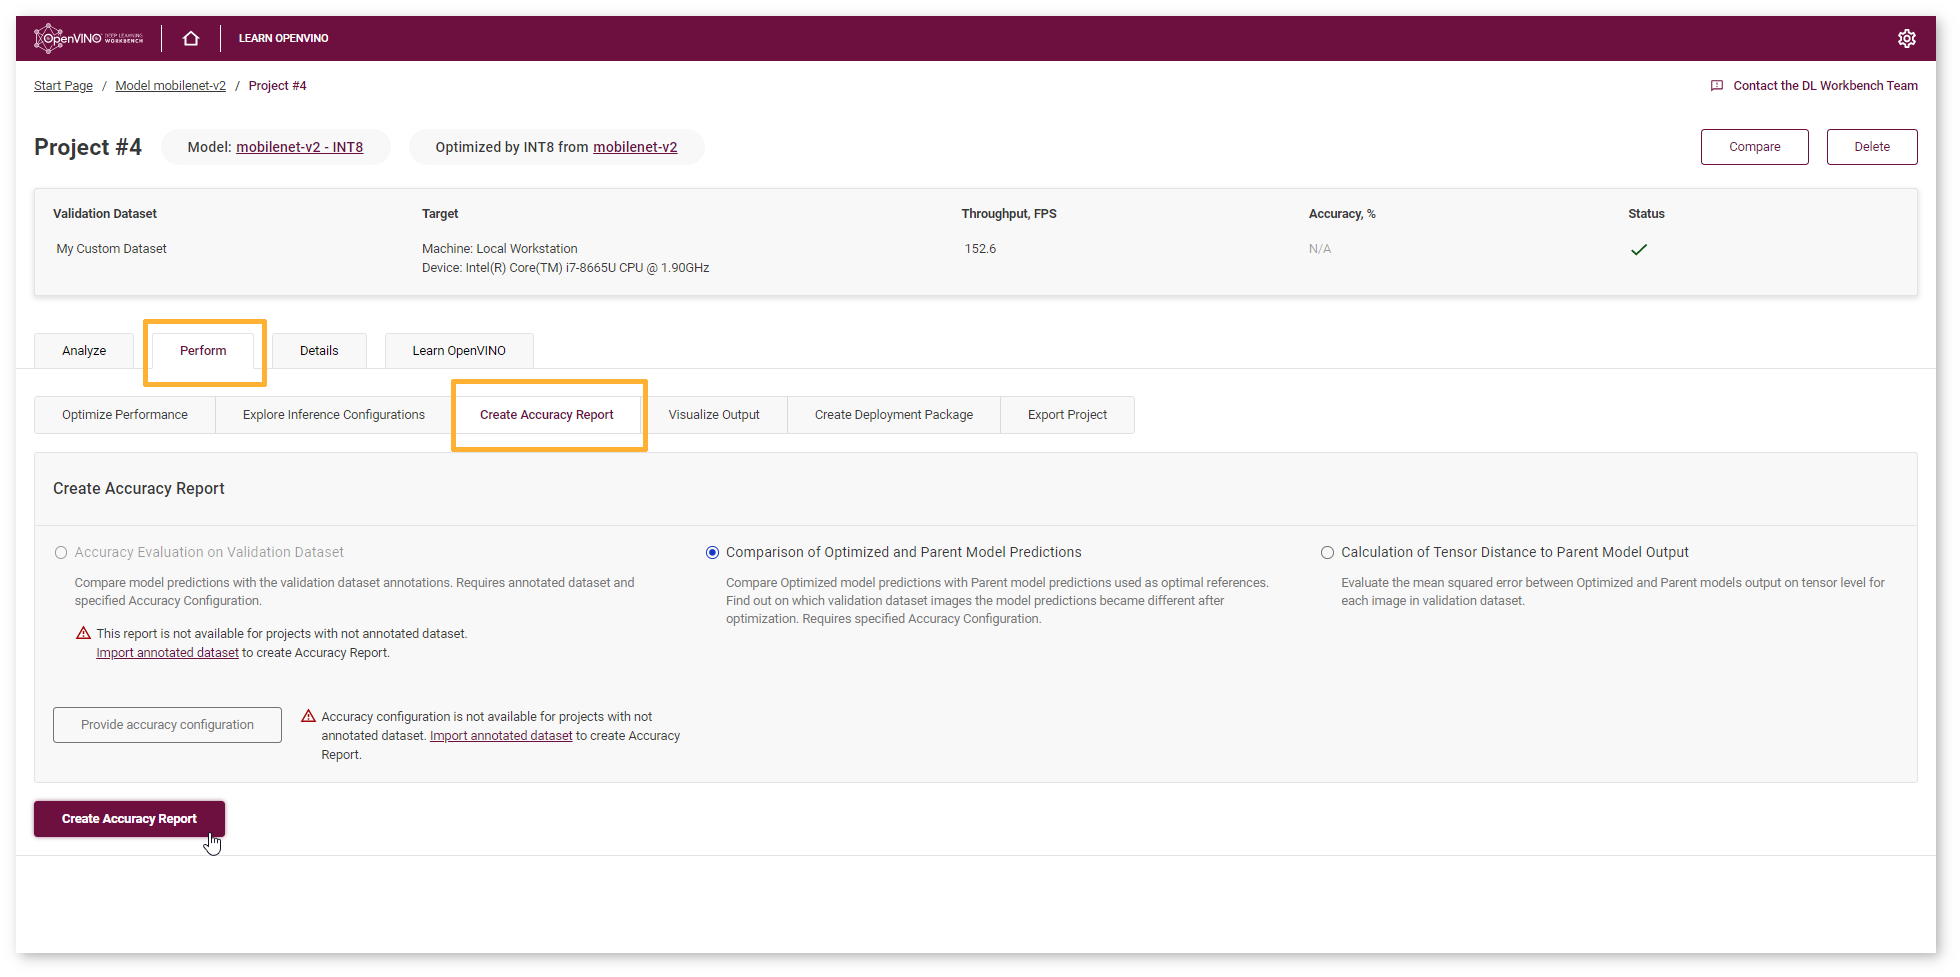 OpenVINO DEEP LEARNING WORKBENCH
LEARN OPENVINO
Start Page / Model mobilenet-v2 / Project #4
Contact the DL Workbench Team
Project #4
Model: mobilenet-v2 - INT8
Optimized by INT8 from mobilenet-v2
Compare
Delete
Validation Dataset
Target
Throughput, FPS
Accuracy, %
Status
My Custom Dataset
Machine: Local Workstation
Device: Intel(R) Core(TM) i7-8665U CPU @ 1.90GHz
152.6
N/A
Analyze
Perform
Details
Learn OpenVINO
Optimize Performance
Explore Inference Configurations
Create Accuracy Report
Visualize Output
Create Deployment Package
Export Project
Create Accuracy Report
Accuracy Evaluation on Validation Dataset
Compare model predictions with the validation dataset annotations. Requires annotated dataset and
specified Accuracy Configuration.
This report is not available for projects with not annotated dataset.
Import annotated dataset to create Accuracy Report.
Comparison of Optimized and Parent Model Predictions
Compare Optimized model predictions with Parent model predictions used as optimal references.
Find out on which validation dataset images the model predictions became different after
optimization. Requires specified Accuracy Configuration.
Calculation of Tensor Distance to Parent Model Output
Evaluate the mean squared error between Optimized and Parent models output on tensor level for
each image in validation dataset.
Provide accuracy configuration
Accuracy configuration is not available for projects with not
annotated dataset. Import annotated dataset to create Accuracy
Report.
Create Accuracy Report